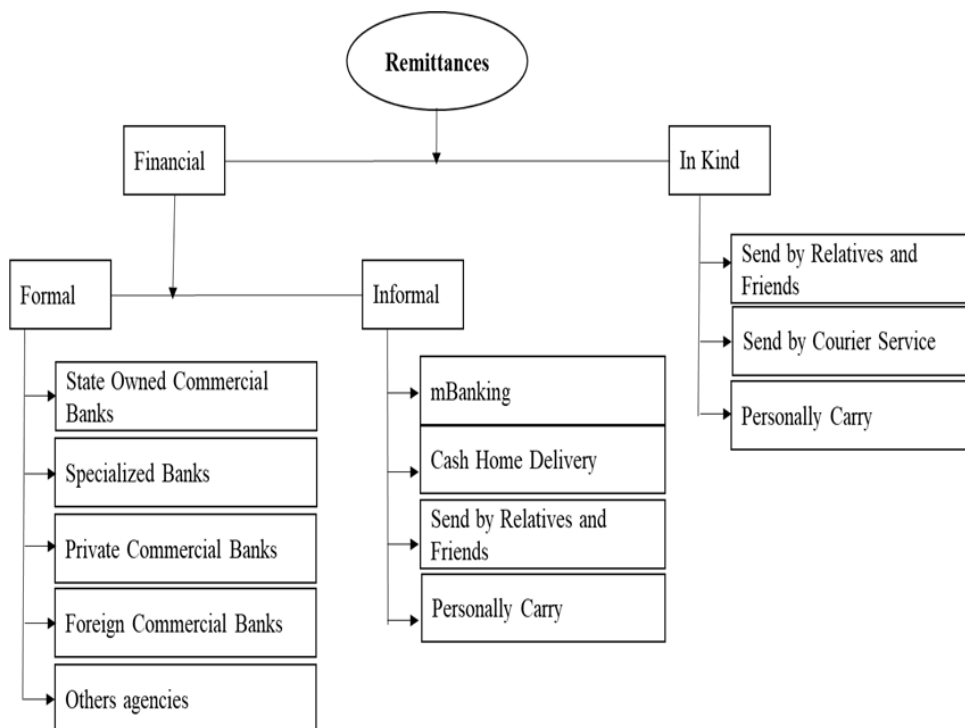 Remittances
Financial
In Kind
Formal
Informal
State Owned Commercial
Banks
Specialized Banks
Private Commercial Banks
Foreign Commercial Banks
Others agencies
mBanking
Cash Home Delivery
Send by Relatives and
Friends
Personally Carry
Send by Relatives and
Friends
Send by Courier Service
Personally Carry